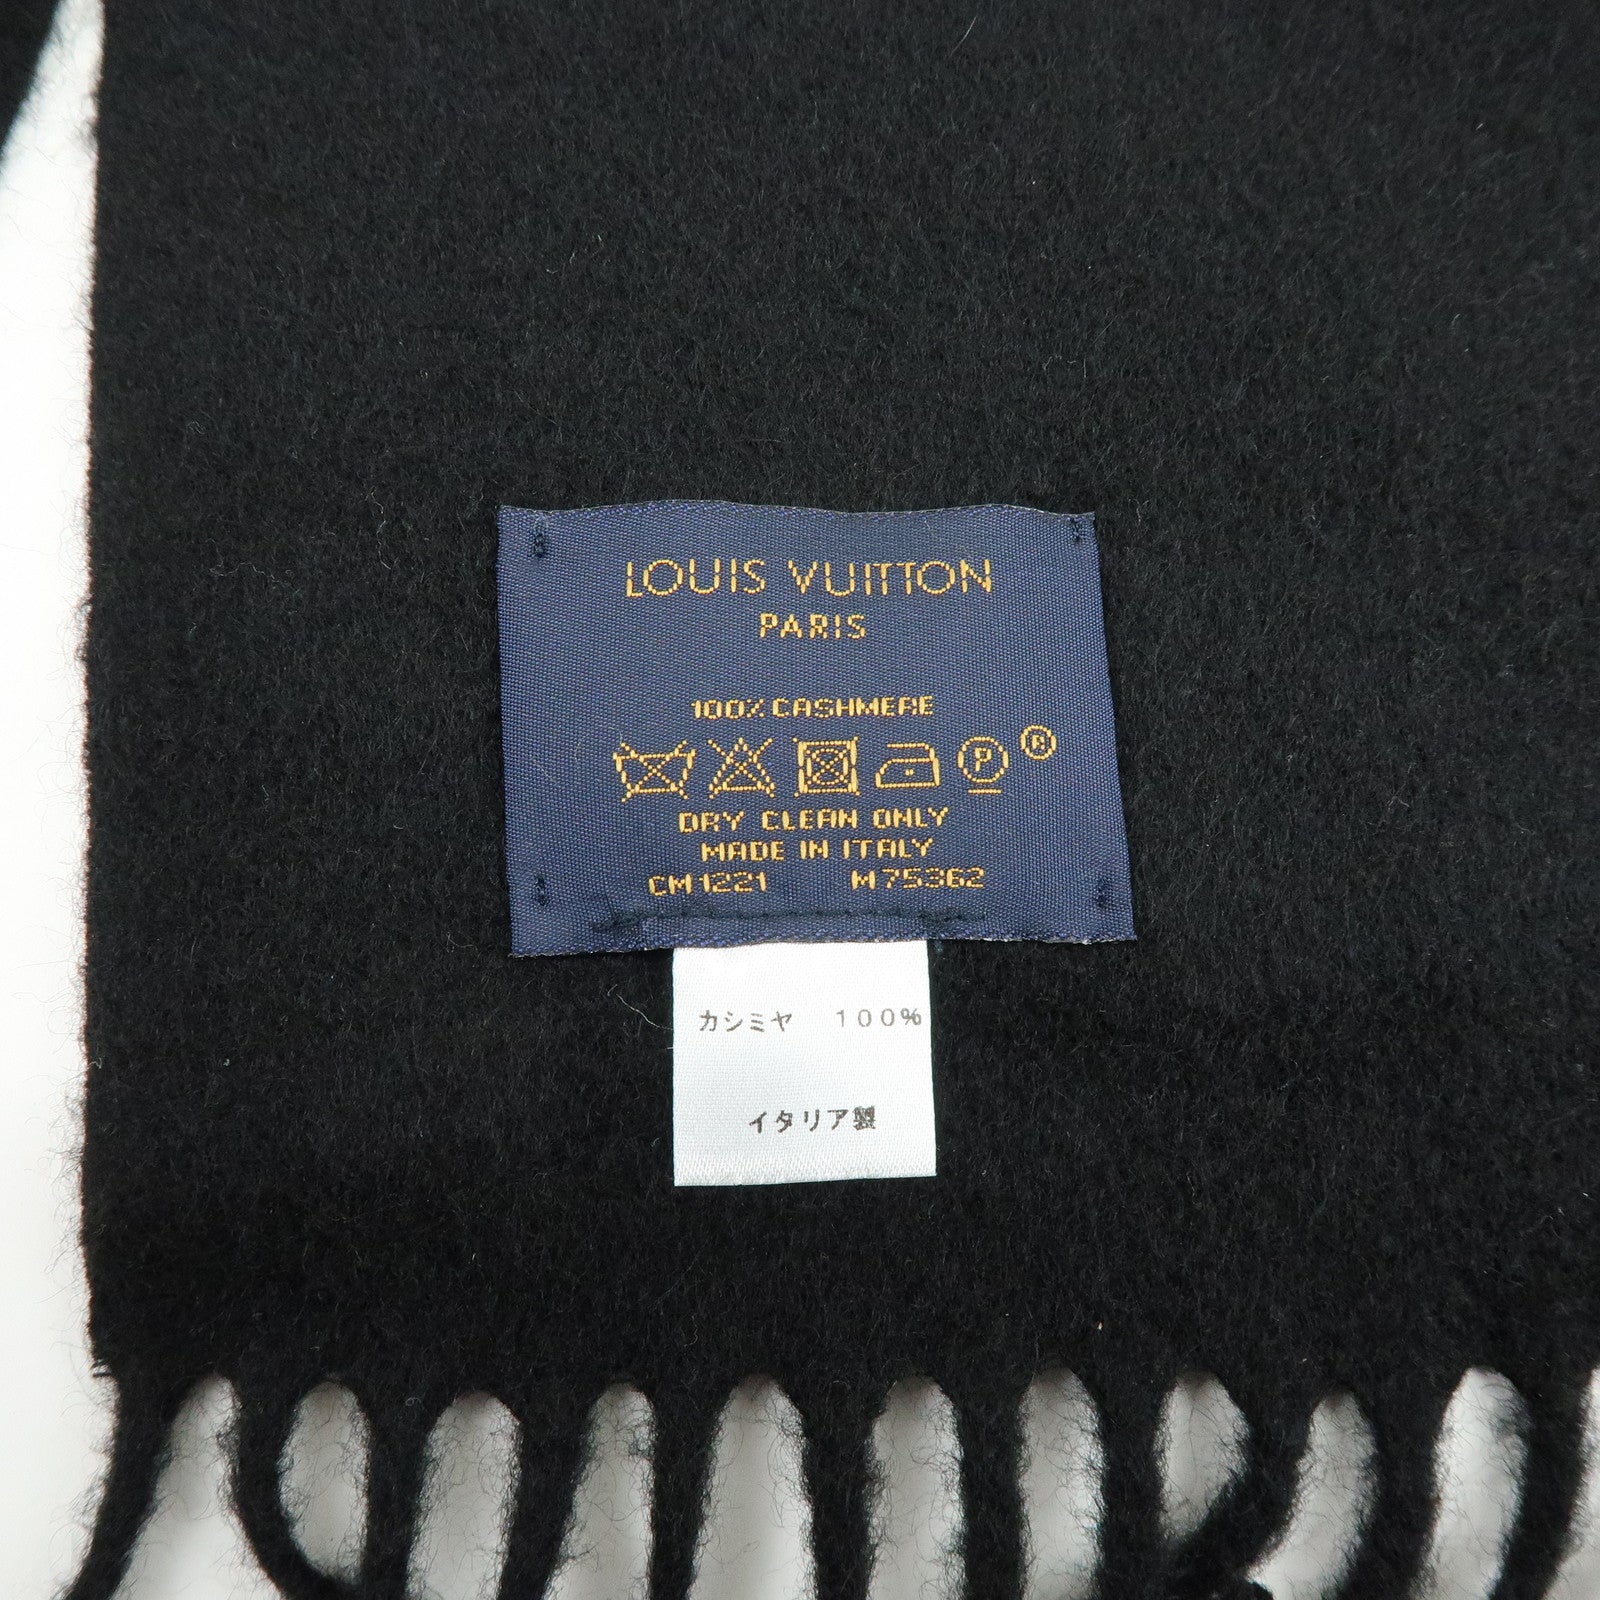 LOUIS VUITTON
PARIS
100% CASHMERE
P ®
DRY CLEAN ONLY
MADE IN ITALY
CM1221 M75362
カシミヤ 100%
イタリア製